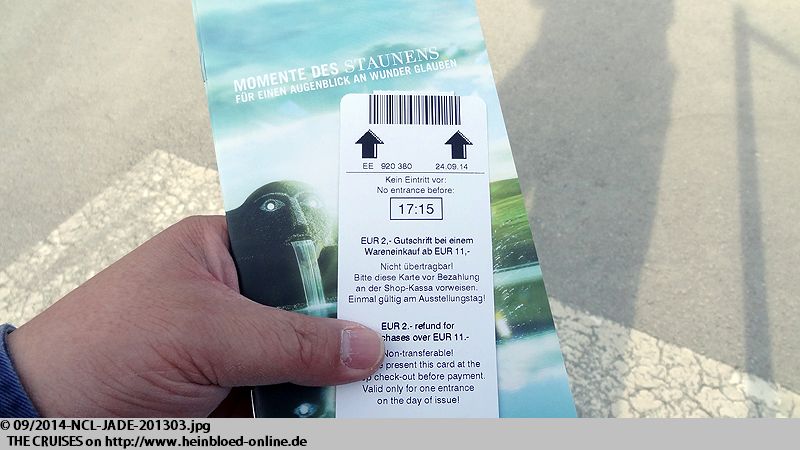 MOMENTE DES STAUNENS
FÜR EINEN AUGENBLICK AN WUNDER GLAUBEN
EE 920 380 24.09.14
Kein Eintritt vor:
No entrance before:
17:15
EUR 2,- Gutschrift bei einem
Wareneinkauf ab EUR 11,-
Nicht übertragbar!
Bitte diese Karte vor Bezahlung
an der Shop-Kassa vorweisen.
Einmal gültig am Ausstellungstag!
EUR 2.- refund for
chases over EUR 11.-
Non-transferable!
present this card at the
check-out before payment.
Valid only for one entrance
on the day of issue!
© 09/2014-NCL-JADE-201303.jpg
THE CRUISES on http://www.heinbloed-online.de